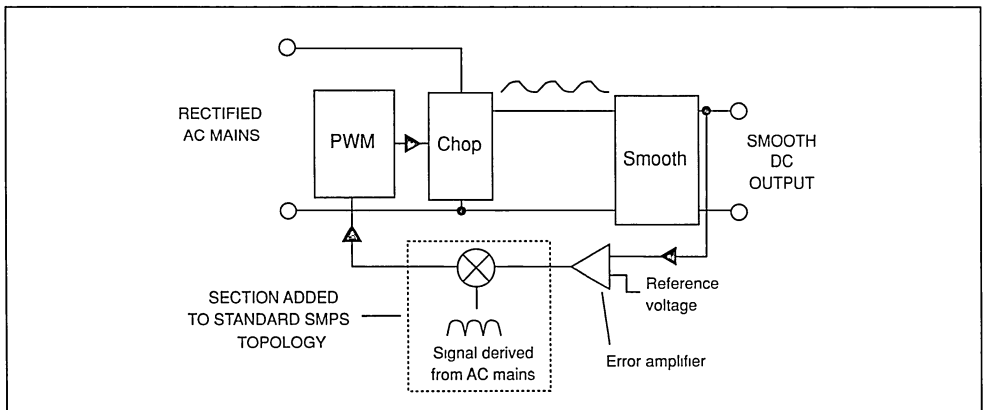 RECTIFIED
AC MAINS
PWM
Chop
Smooth
SMOOTH
DC
OUTPUT
SECTION ADDED
TO STANDARD SMPS
TOPOLOGY
Signal derived
from AC mains
Reference
voltage
Error amplifier